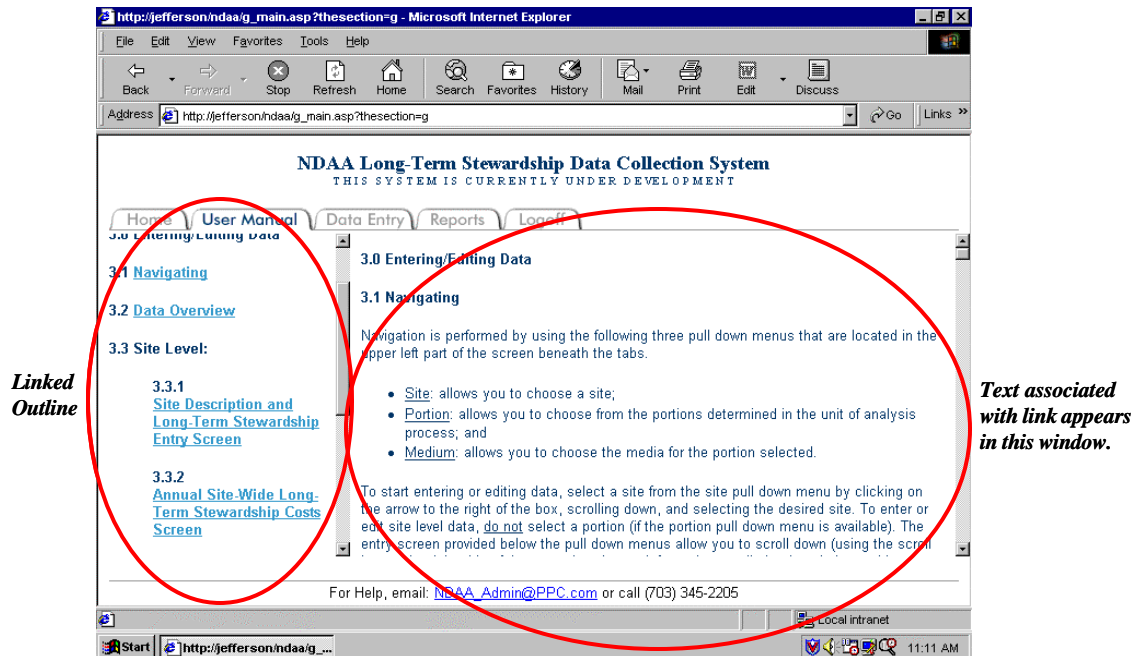 http://jefferson/ndaa/g_main.asp?thesection=g - Microsoft Internet Explorer
File Edit View Favorites Tools Help
Back Forward Stop Refresh Home Search Favorites History Mail Print Edit Discuss
Address http://jefferson/ndaa/g_main.asp?thesection=g Go Links »
NDAA Long-Term Stewardship Data Collection System
THIS SYSTEM IS CURRENTLY UNDER DEVELOPMENT
Home User Manual Data Entry Reports Logoff
3.0 Entering/Editing Data
3.1 Navigating
3.2 Data Overview
3.3 Site Level:
3.3.1
Site Description and
Long-Term Stewardship
Entry Screen
3.3.2
Annual Site-Wide Long-
Term Stewardship Costs
Screen
3.0 Entering/Editing Data
3.1 Navigating
Navigation is performed by using the following three pull down menus that are located in the
upper left part of the screen beneath the tabs.
• Site: allows you to choose a site;
• Portion: allows you to choose from the portions determined in the unit of analysis
process; and
• Medium: allows you to choose the media for the portion selected.
To start entering or editing data, select a site from the site pull down menu by clicking on
the arrow to the right of the box, scrolling down, and selecting the desired site. To enter or
edit site level data, do not select a portion (if the portion pull down menu is available). The
entry screen provided below the pull down menus allow you to scroll down (using the scroll
Linked
Outline
Text associated
with link appears
in this window.
For Help, email: NDAA_Admin@PPC.com or call (703) 345-2205
Local intranet
Start http://jefferson/ndaa/g_... 11:11 AM